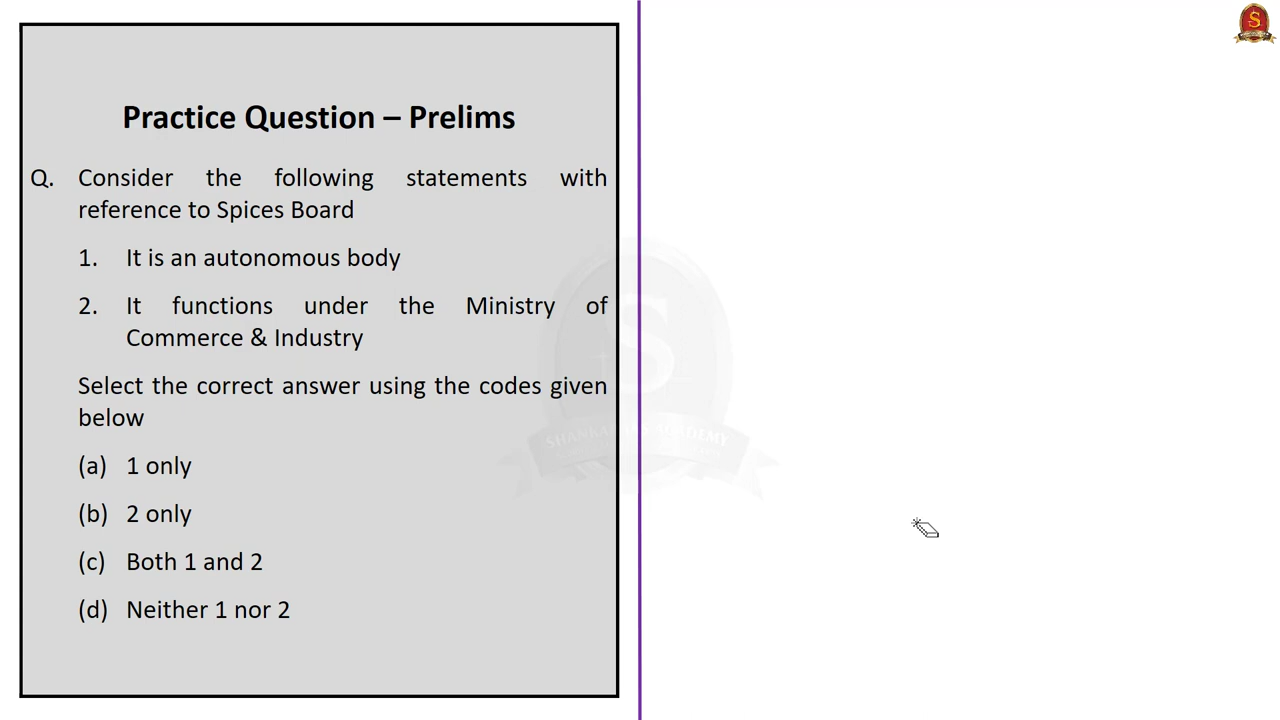 Practice Question – Prelims
Q. Consider the following statements with
reference to Spices Board
1. It is an autonomous body
2. It functions under the Ministry of
Commerce & Industry
Select the correct answer using the codes given
below
(a) 1 only
(b) 2 only
(c) Both 1 and 2
(d) Neither 1 nor 2
S
S
ACADEMY